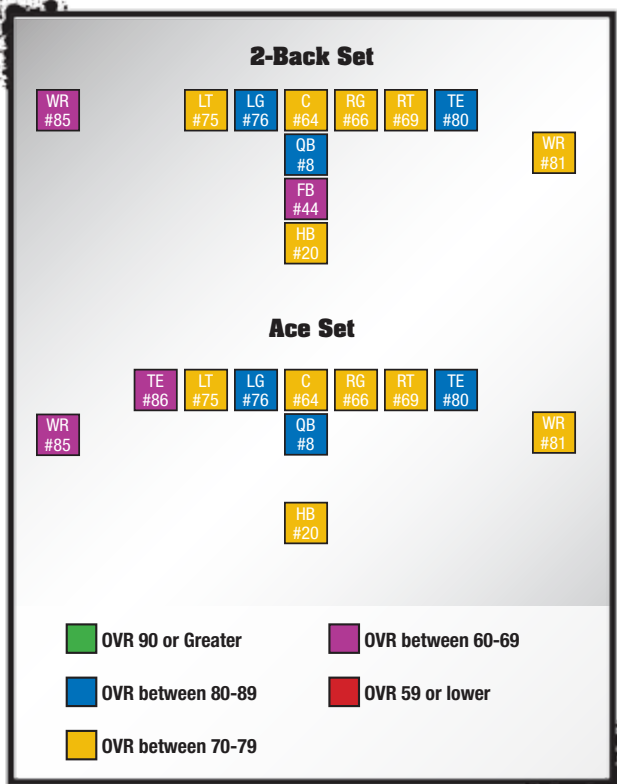 2-Back Set
WR LT LG C RG RT TE
#85 #75 #76 #64 #66 #69 #80
QB WR
#8 #81
FB
#44
HB
#20
Ace Set
TE LT LG C RG RT TE
#86 #75 #76 #64 #66 #69 #80
WR QB WR
#85 #8 #81
HB
#20
OVR 90 or Greater OVR between 60-69
OVR between 80-89 OVR 59 or lower
OVR between 70-79